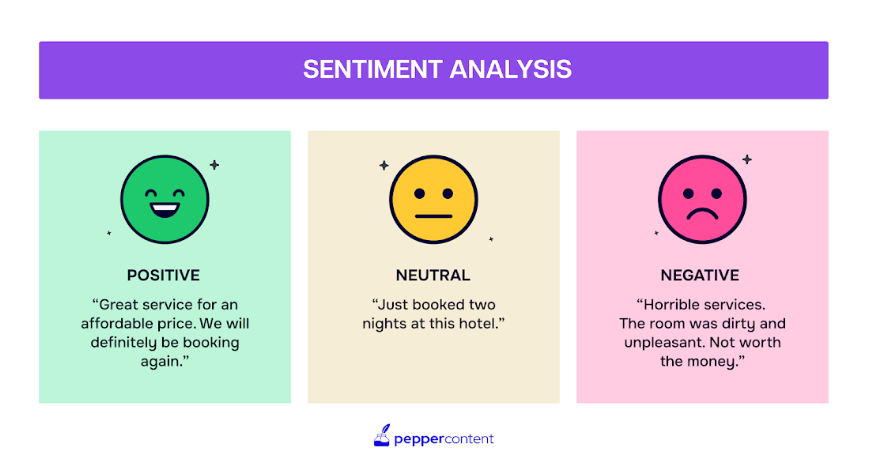 SENTIMENT ANALYSIS
POSITIVE
“Great service for an
affordable price. We will
definitely be booking
again.”
NEUTRAL
“Just booked two
nights at this hotel.”
NEGATIVE
“Horrible services.
The room was dirty and
unpleasant. Not worth
the money.”
peppercontent